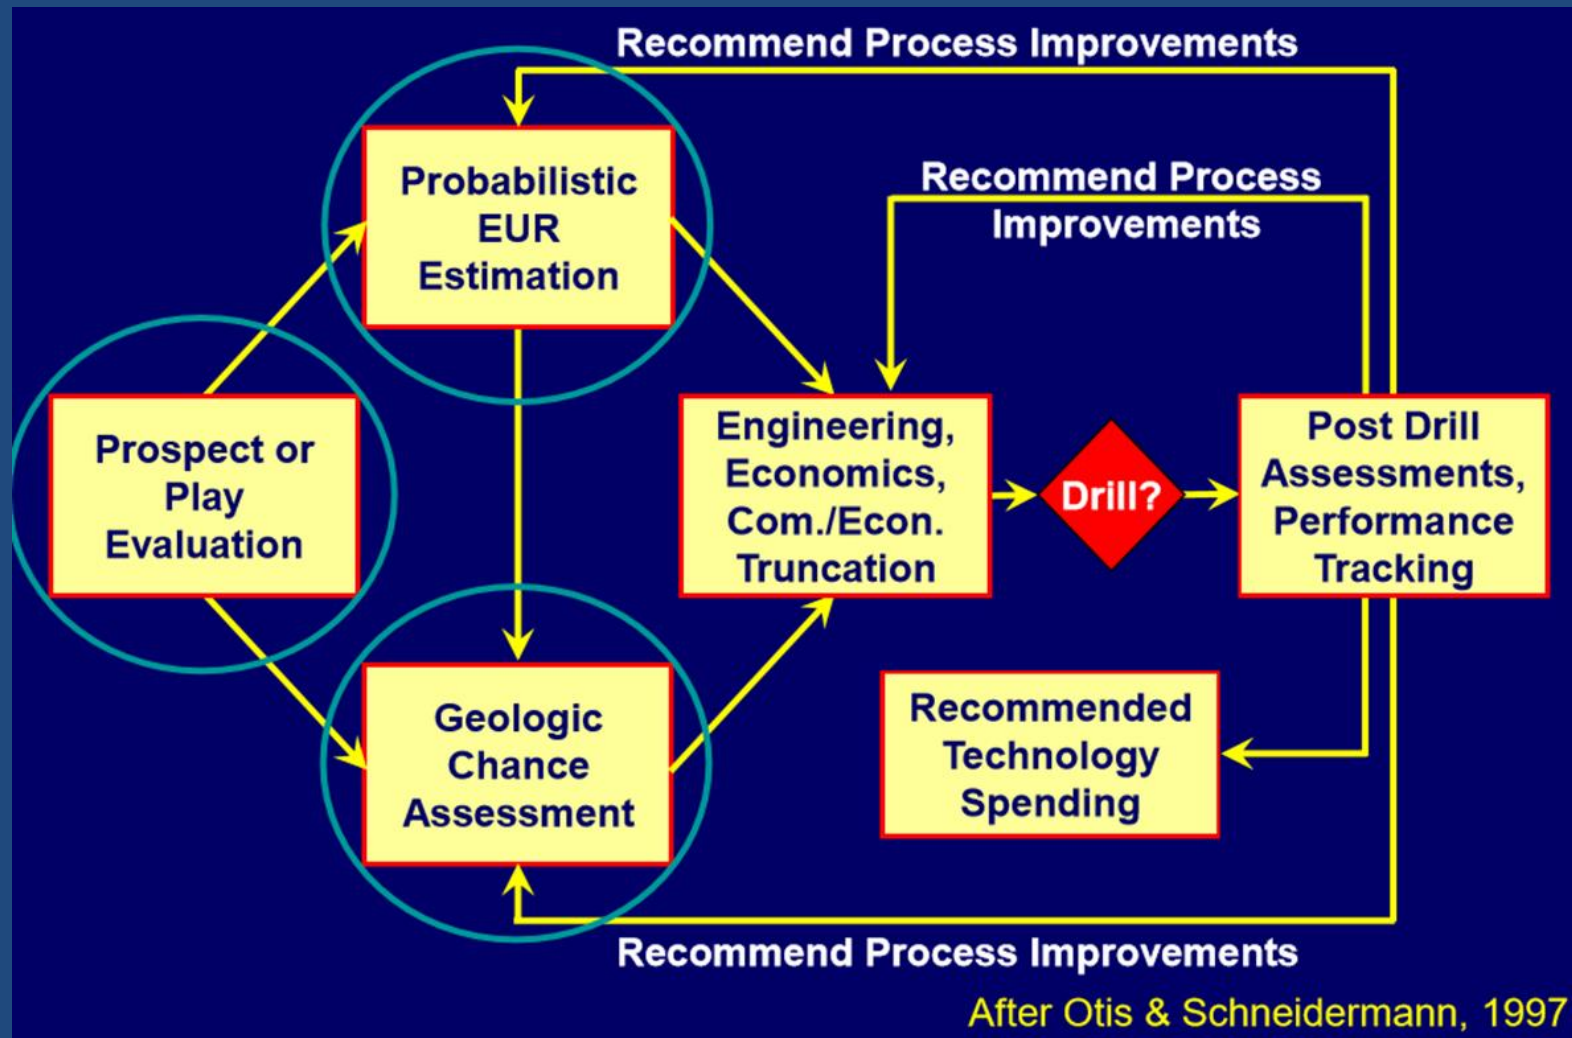 Recommend Process Improvements
Probabilistic
EUR
Estimation
Recommend Process
Improvements
Prospect or
Play
Evaluation
Engineering,
Economics,
Com./Econ.
Truncation
Drill?
Post Drill
Assessments,
Performance
Tracking
Geologic
Chance
Assessment
Recommended
Technology
Spending
Recommend Process Improvements
After Otis & Schneidermann, 1997